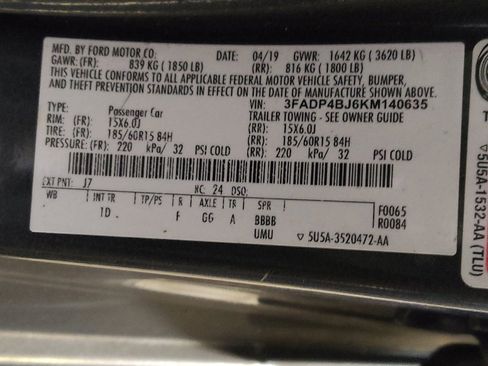 MFD. BY FORD MOTOR CO. DATE: 04/19 GVWR: 1642 KG ( 3620 LB)
GAWR: (FR): 839 KG ( 1850 LB) (RR): 816 KG ( 1800 LB)
THIS VEHICLE CONFORMS TO ALL APPLICABLE FEDERAL MOTOR VEHICLE SAFETY, BUMPER,
AND THEFT PREVENTION STANDARDS IN EFFECT ON THE DATE OF MANUFACTURE SHOWN ABOVE.
VIN: 3FADP4BJ6KM140635
TYPE: Passenger Car TRAILER TOWING - SEE OWNER GUIDE
RIM: (FR): 15X6.0J (RR): 15X6.0J
TIRE: (FR): 185/60R15 84H (RR): 185/60R15 84H
PRESSURE: (FR): 220 kPa/ 32 PSI COLD (RR): 220 kPa/ 32 PSI COLD
EXT PNT: J7 RC: 24 DSO:
WB INT TR TP/PS R AXLE TR SPR F0065
ID F GG A BBBB R0084
UMU ▽ 5U5A-3520472-AA
▽ 5U5A-1532-AA (TLU)